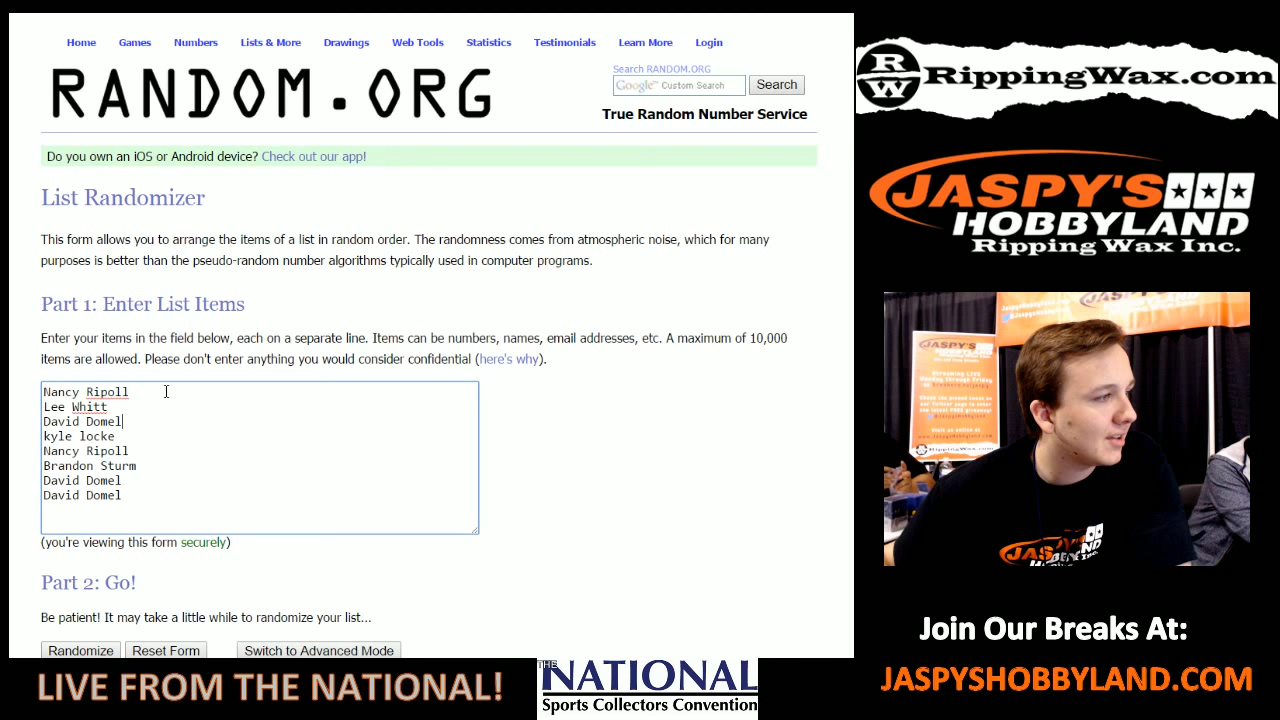 Home Games Numbers Lists & More Drawings Web Tools Statistics Testimonials Learn More Login
RANDOM.ORG
Search RANDOM.ORG
Google™ Custom Search Search
True Random Number Service
Do you own an iOS or Android device? Check out our app!
List Randomizer
This form allows you to arrange the items of a list in random order. The randomness comes from atmospheric noise, which for many
purposes is better than the pseudo-random number algorithms typically used in computer programs.
Part 1: Enter List Items
Enter your items in the field below, each on a separate line. Items can be numbers, names, email addresses, etc. A maximum of 10,000
items are allowed. Please don't enter anything you would consider confidential (here's why).
Nancy Ripoll
Lee Whitt
David Domel
kyle locke
Nancy Ripoll
Brandon Sturm
David Domel
David Domel
(you're viewing this form securely)
Part 2: Go!
Be patient! It may take a little while to randomize your list...
Randomize Reset Form Switch to Advanced Mode
RW RippingWax.com
JASPY'S
HOBBYLAND
Ripping Wax Inc.
JASPY'S
HOBBYLAND
RippingWax.com
Join Our Breaks At:
JASPYSHOBBYLAND.COM
LIVE FROM THE NATIONAL!
THE
NATIONAL
Sports Collectors Convention